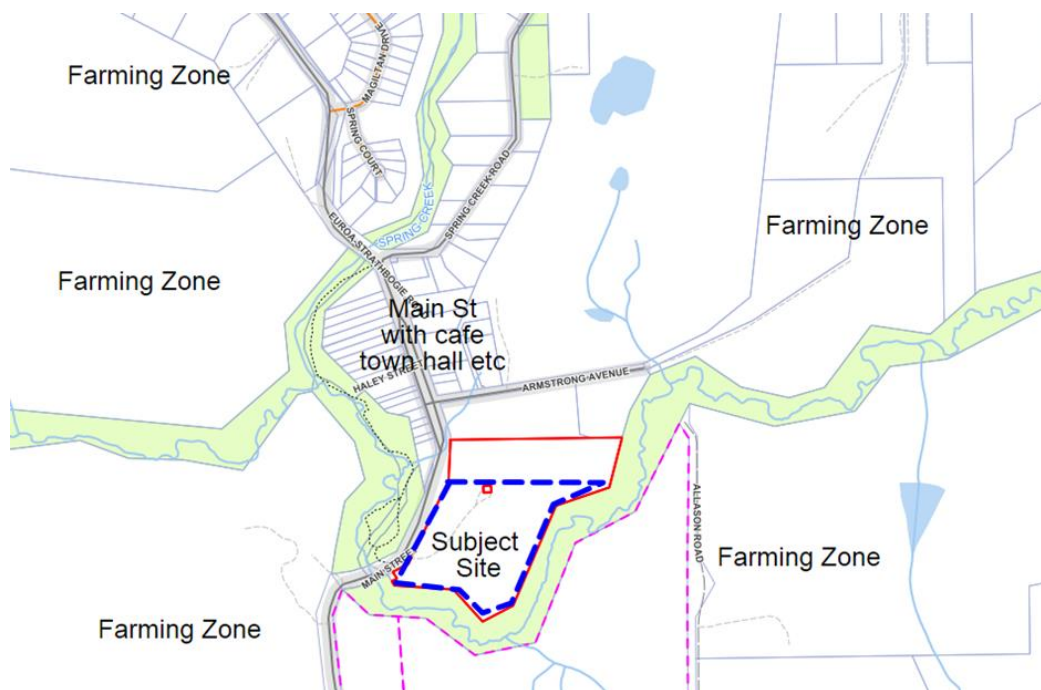 Farming Zone
MAGILTAN DRIVE
SPRING COURT
SPRING CREEK
SPRING CREEK ROAD
EUROA-STRATHBOGIE RO
Farming Zone
Farming Zone
Main St
with cafe
town hall etc
HALEY STREET
ARMSTRONG AVENUE
ALLASON ROAD
Subject
Site
Farming Zone
MAIN STREET
Farming Zone